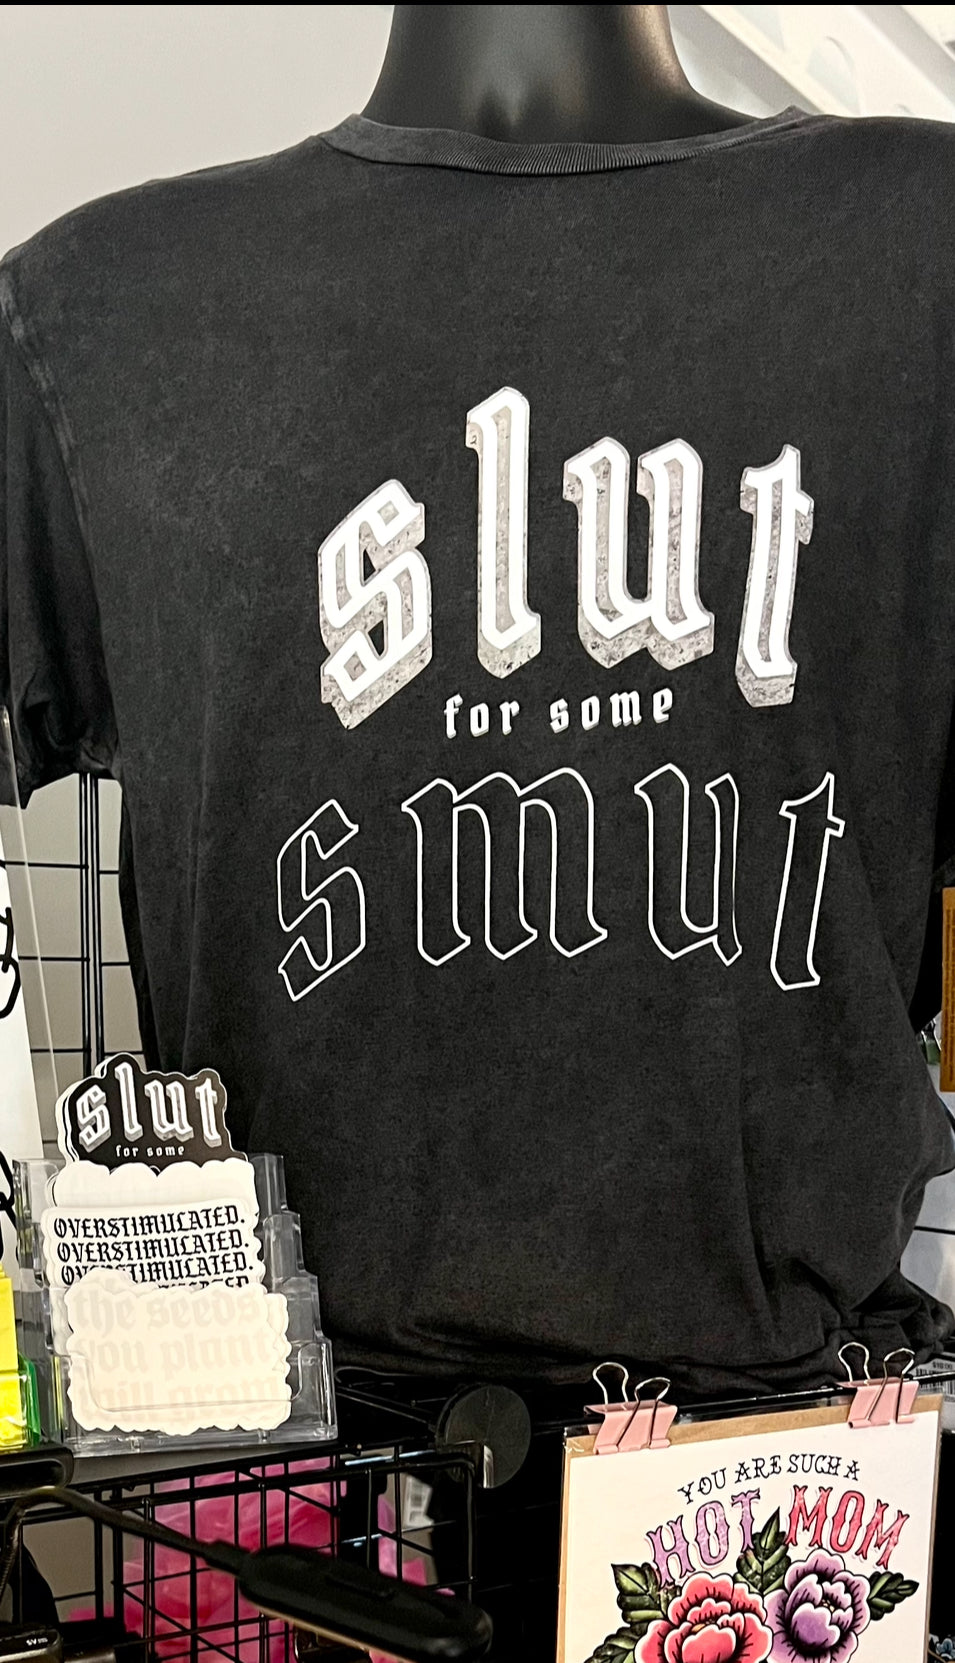 slut
for some
smut
slut
for some
OVERSTIMULATED.
OVERSTIMULATED.
OVERSTIMULATED.
the seeds
you plant
will grow
YOU ARE SUCH A
HOT MOM